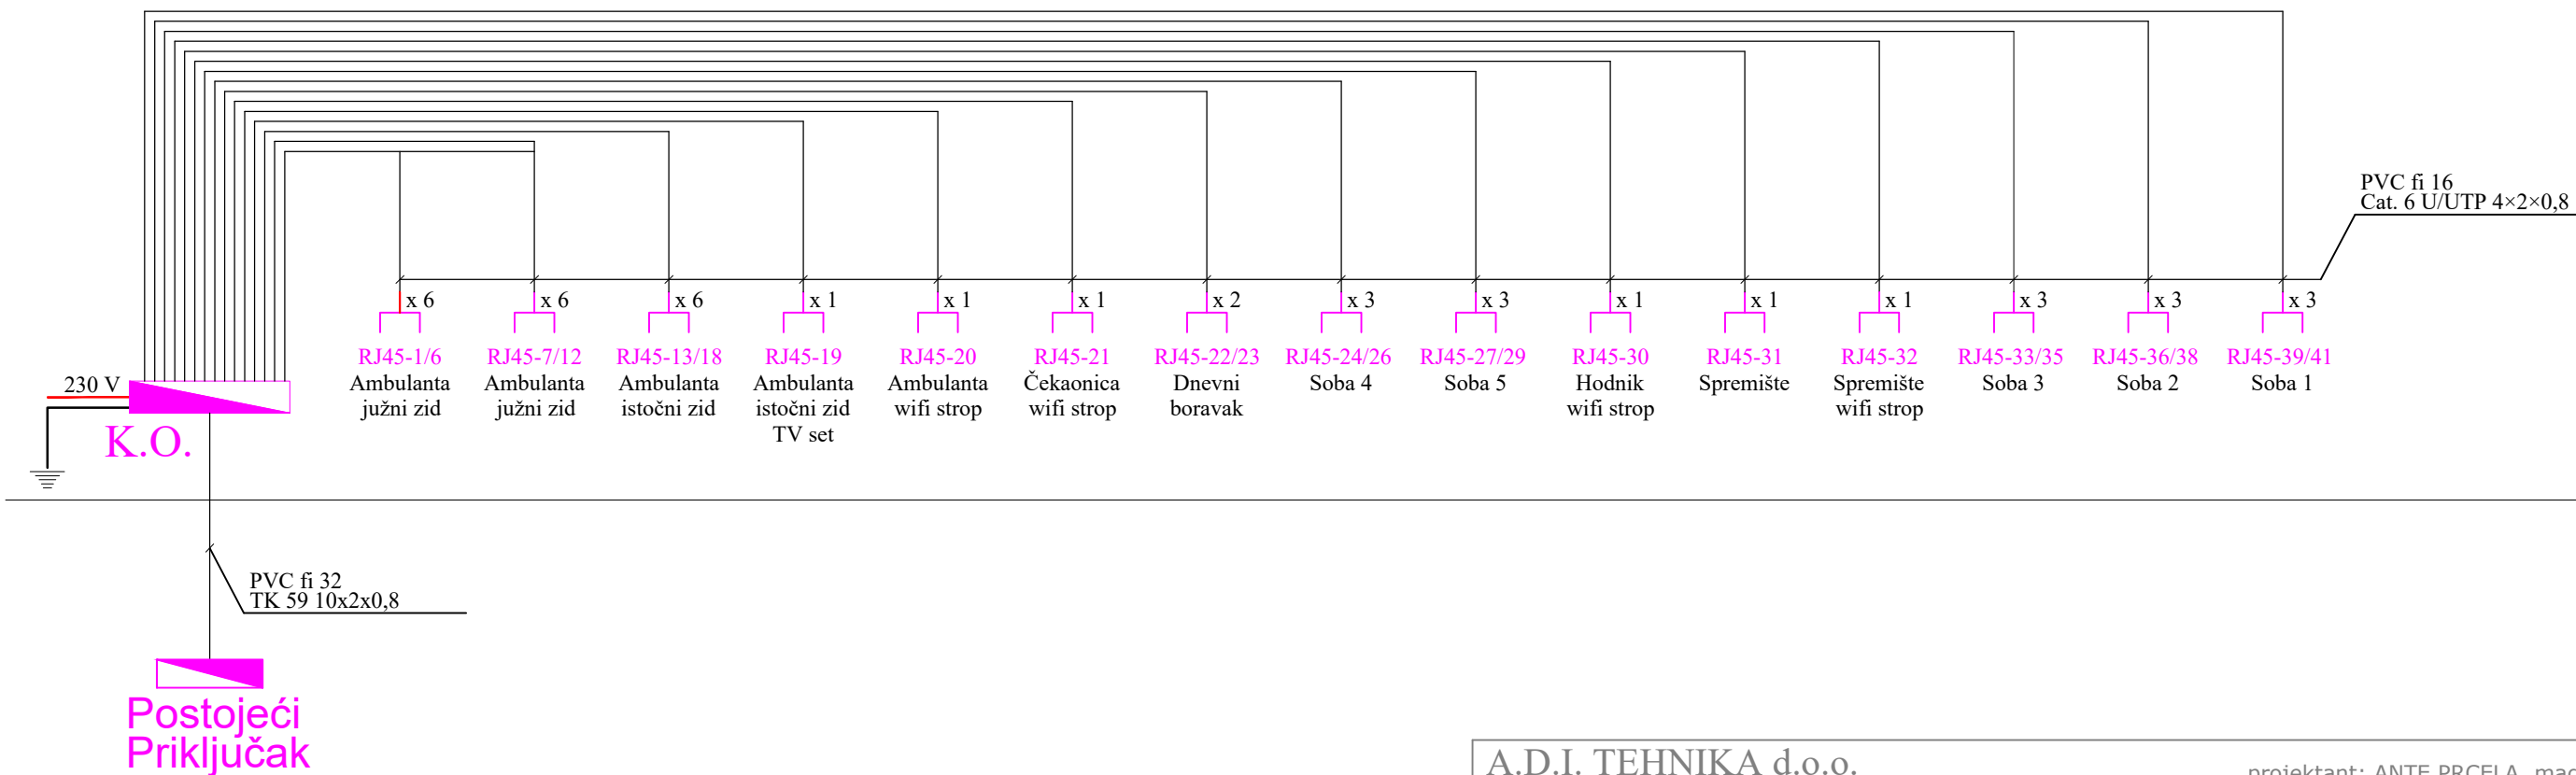 PVC fi 16
Cat. 6 U/UTP 4×2×0,8
x 6
x 6
x 6
x 1
x 1
x 1
x 2
x 3
x 3
x 1
x 1
x 1
x 3
x 3
x 3
RJ45-1/6
Ambulanta
južni zid
RJ45-7/12
Ambulanta
južni zid
RJ45-13/18
Ambulanta
istočni zid
RJ45-19
Ambulanta
istočni zid
TV set
RJ45-20
Ambulanta
wifi strop
RJ45-21
Čekaonica
wifi strop
RJ45-22/23
Dnevni
boravak
RJ45-24/26
Soba 4
RJ45-27/29
Soba 5
RJ45-30
Hodnik
wifi strop
RJ45-31
Spremište
RJ45-32
Spremište
wifi strop
RJ45-33/35
Soba 3
RJ45-36/38
Soba 2
RJ45-39/41
Soba 1
230 V
K.O.
PVC fi 32
TK 59 10x2x0,8
Postojeći
Priključak
A.D.I. TEHNIKA d.o.o.
projektant: ANTE PRCELA, mag